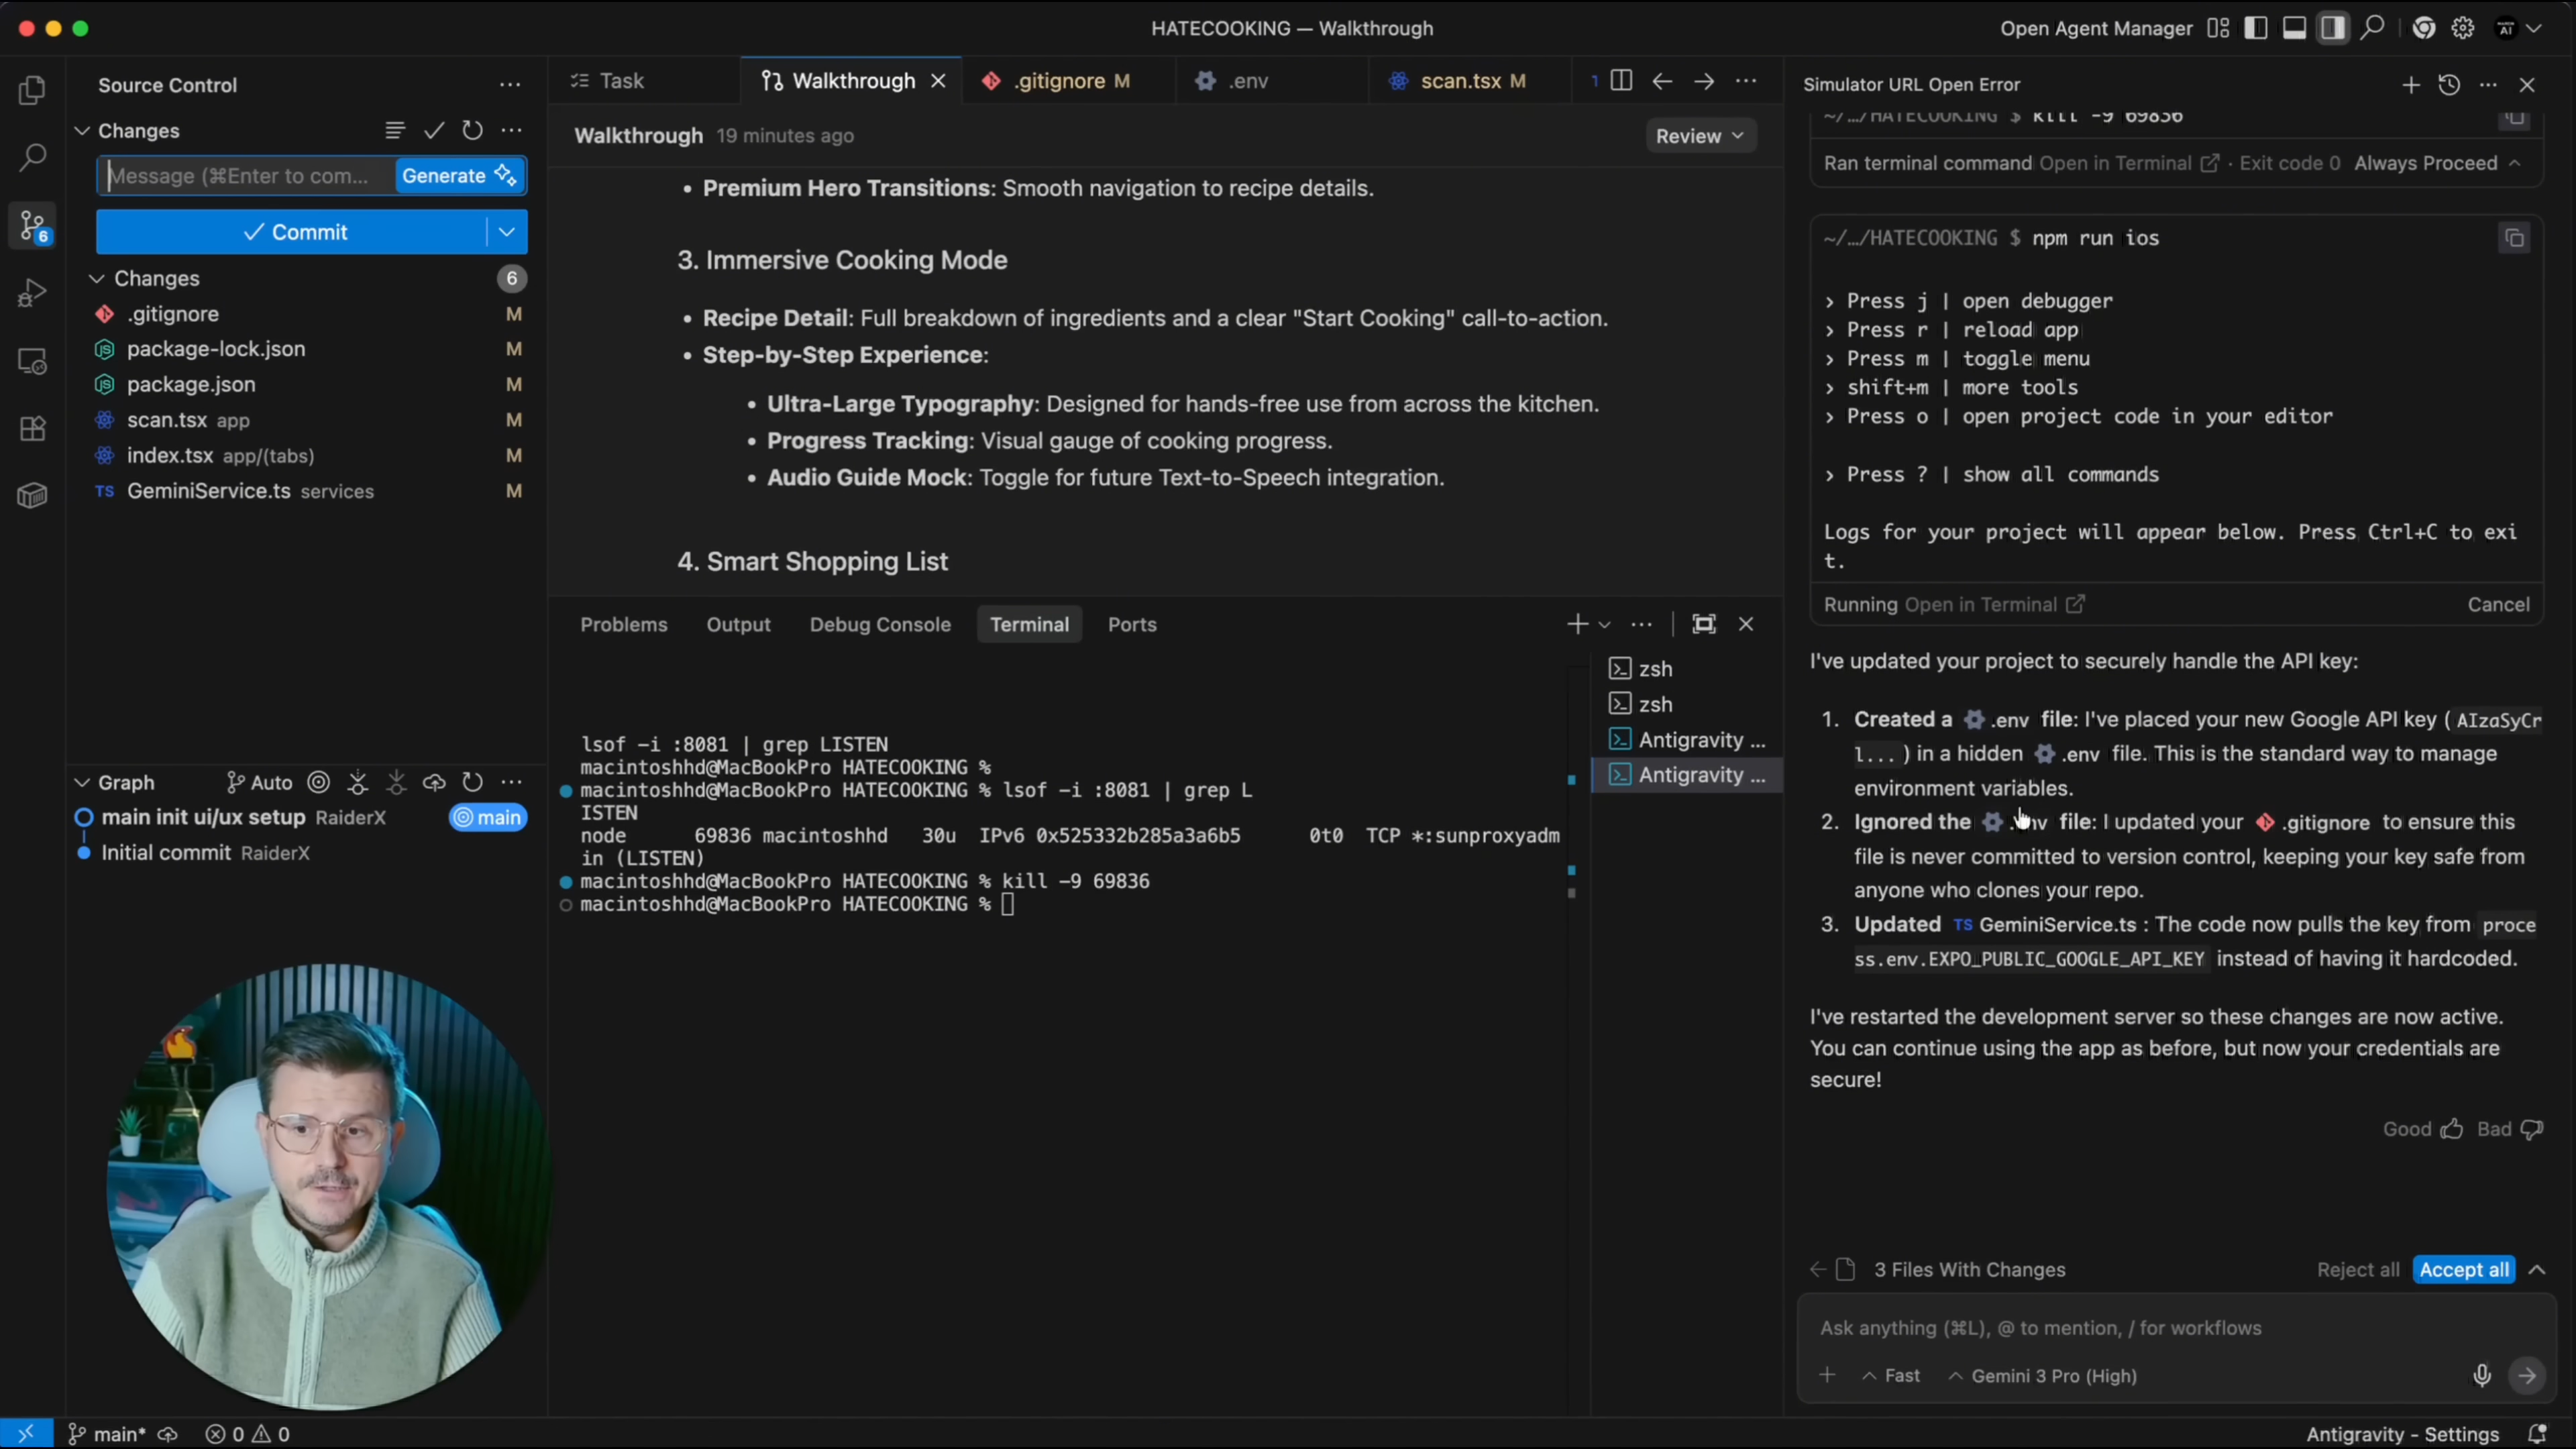 HATECOOKING — Walkthrough
Open Agent Manager
Source Control
Changes
Message (⌘Enter to com...
Generate
Commit
Changes 6
.gitignore M
package-lock.json M
package.json M
scan.tsx app M
index.tsx app/(tabs) M
TS GeminiService.ts services M
6
Graph
Auto
main init ui/ux setup RaiderX main
Initial commit RaiderX
Task
Walkthrough
.gitignore M
.env
scan.tsx M
Walkthrough 19 minutes ago
Review
• Premium Hero Transitions: Smooth navigation to recipe details.
3. Immersive Cooking Mode
• Recipe Detail: Full breakdown of ingredients and a clear "Start Cooking" call-to-action.
• Step-by-Step Experience:
• Ultra-Large Typography: Designed for hands-free use from across the kitchen.
• Progress Tracking: Visual gauge of cooking progress.
• Audio Guide Mock: Toggle for future Text-to-Speech integration.
4. Smart Shopping List
Problems Output Debug Console Terminal Ports
lsof -i :8081 | grep LISTEN
macintoshhd@MacBookPro HATECOOKING %
macintoshhd@MacBookPro HATECOOKING % lsof -i :8081 | grep L
ISTEN
node 69836 macintoshhd 30u IPv6 0x525332b285a3a6b5 0t0 TCP *:sunproxyadm
in (LISTEN)
macintoshhd@MacBookPro HATECOOKING % kill -9 69836
macintoshhd@MacBookPro HATECOOKING %
zsh
zsh
Antigravity ...
Antigravity ...
Simulator URL Open Error
~/.../HATECOOKING $ kill -9 69836
Ran terminal command Open in Terminal · Exit code 0 Always Proceed
~/.../HATECOOKING $ npm run ios
› Press j | open debugger
› Press r | reload app
› Press m | toggle menu
› shift+m | more tools
› Press o | open project code in your editor
› Press ? | show all commands
Logs for your project will appear below. Press Ctrl+C to exi
t.
Running Open in Terminal
Cancel
I've updated your project to securely handle the API key:
1. Created a .env file: I've placed your new Google API key (AIzaSyCr
l...) in a hidden .env file. This is the standard way to manage
environment variables.
2. Ignored the file: I updated your .gitignore to ensure this
file is never committed to version control, keeping your key safe from
anyone who clones your repo.
3. Updated TS GeminiService.ts : The code now pulls the key from proce
ss.env.EXPO_PUBLIC_GOOGLE_API_KEY instead of having it hardcoded.
I've restarted the development server so these changes are now active.
You can continue using the app as before, but now your credentials are
secure!
Good Bad
3 Files With Changes
Reject all Accept all
Ask anything (⌘L), @ to mention, / for workflows
Fast Gemini 3 Pro (High)
main* 0 0
Antigravity - Settings